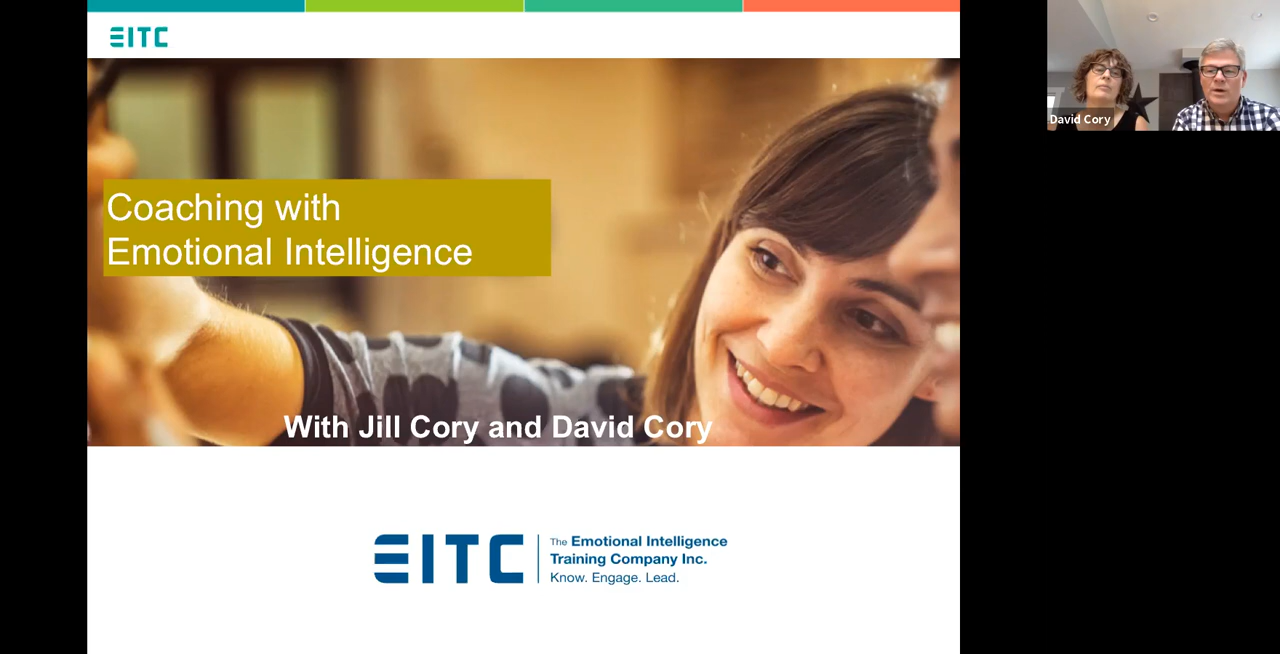 EITC
David Cory
Coaching with
Emotional Intelligence
With Jill Cory and David Cory
EITC
The Emotional Intelligence
Training Company Inc.
Know. Engage. Lead.